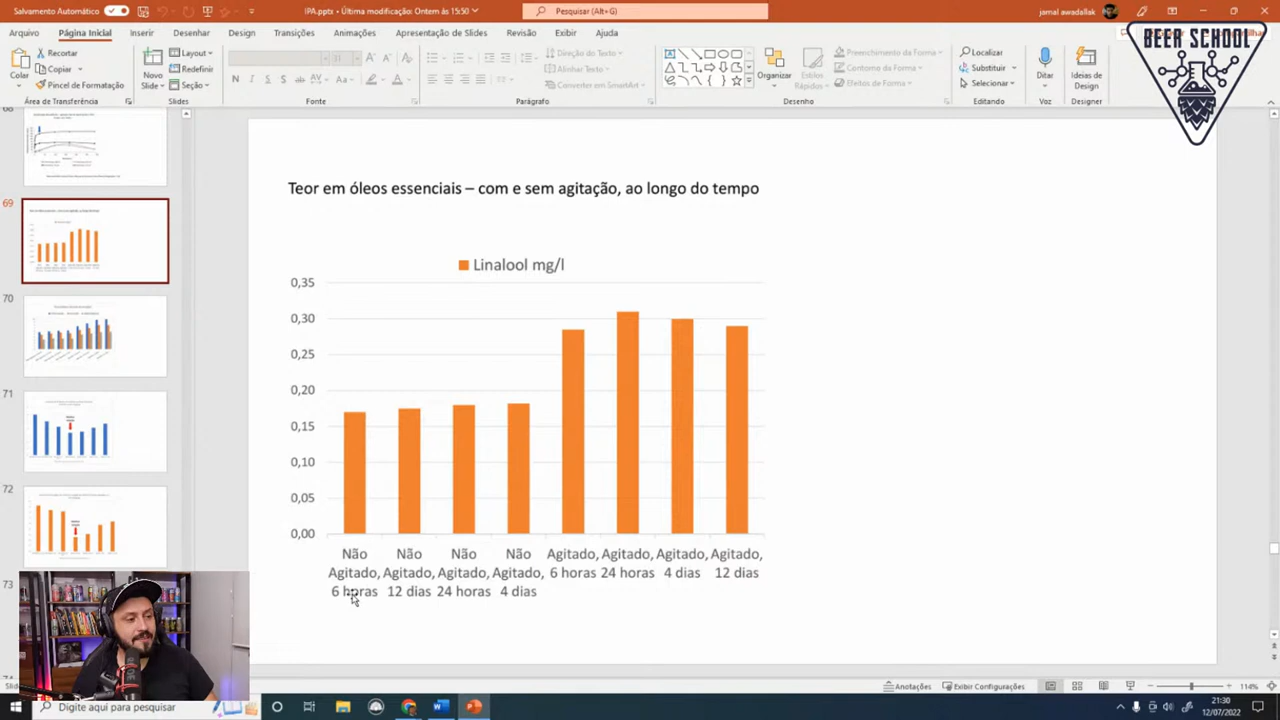 Salvamento Automático
IPA.pptx • Última modificação: Ontem às 15:50
Pesquisar (Alt+G)
jamal awadallak
Arquivo
Página Inicial
Inserir
Desenhar
Design
Transições
Animações
Apresentação de Slides
Revisão
Exibir
Ajuda
BEER SCHOOL
Colar
Recortar
Copiar
Pincel de Formatação
Área de Transferência
Novo
Slide
Layout
Redefinir
Seção
Slides
N I S
Fonte
Direção do Texto
Alinhar Texto
Converter em SmartArt
Parágrafo
Organizar
Estilos
Rápidos
Preenchimento da Forma
Contorno da Forma
Efeitos de Forma
Desenho
Localizar
Substituir
Selecionar
Editando
Ditar
Voz
Ideias de
Design
Designer
68
69
70
71
72
73
Teor em óleos essenciais – com e sem agitação, ao longo do tempo
Linalool mg/l
0,35
0,30
0,25
0,20
0,15
0,10
0,05
0,00
Não Não Não Não Agitado, Agitado, Agitado, Agitado,
Agitado, Agitado, Agitado, Agitado, 6 horas 24 horas 4 dias 12 dias
6 horas 12 dias 24 horas 4 dias
Anotações
Exibir Configurações
114%
Digite aqui para pesquisar
21:30
12/07/2022